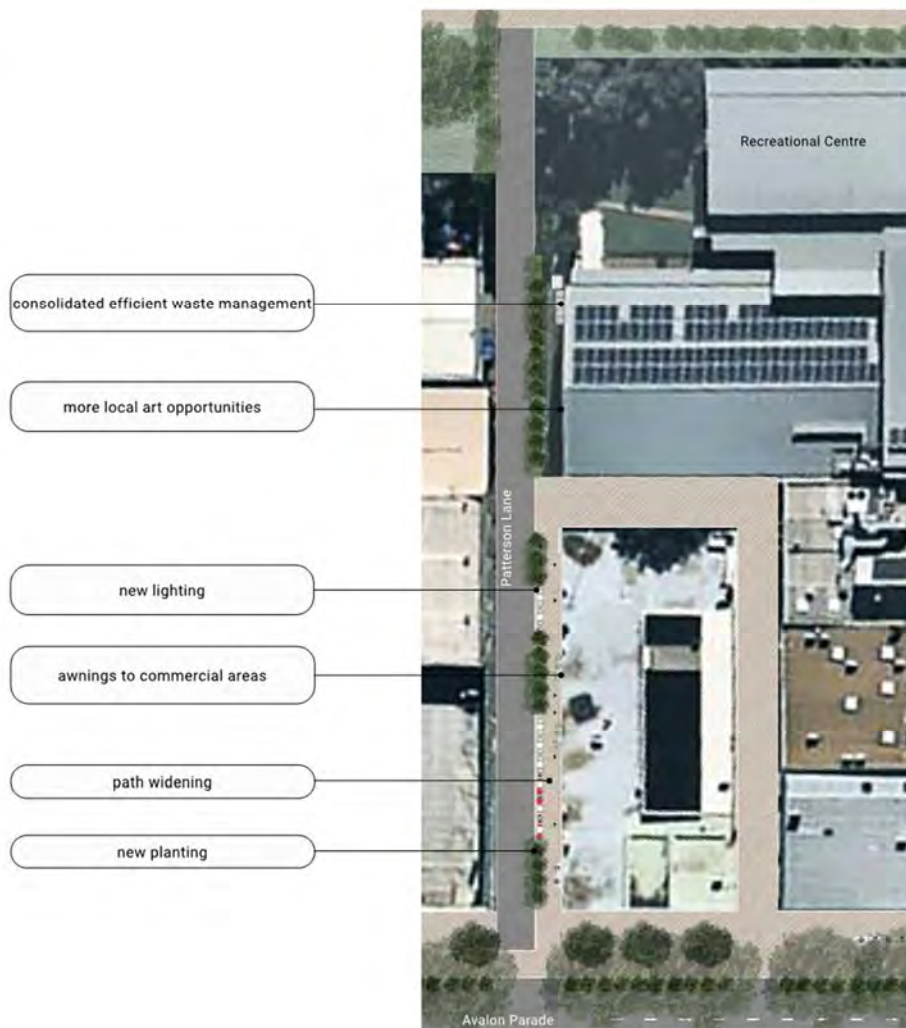 Recreational Centre
consolidated efficient waste management
more local art opportunities
Patterson Lane
new lighting
awnings to commercial areas
path widening
new planting
Avalon Parade